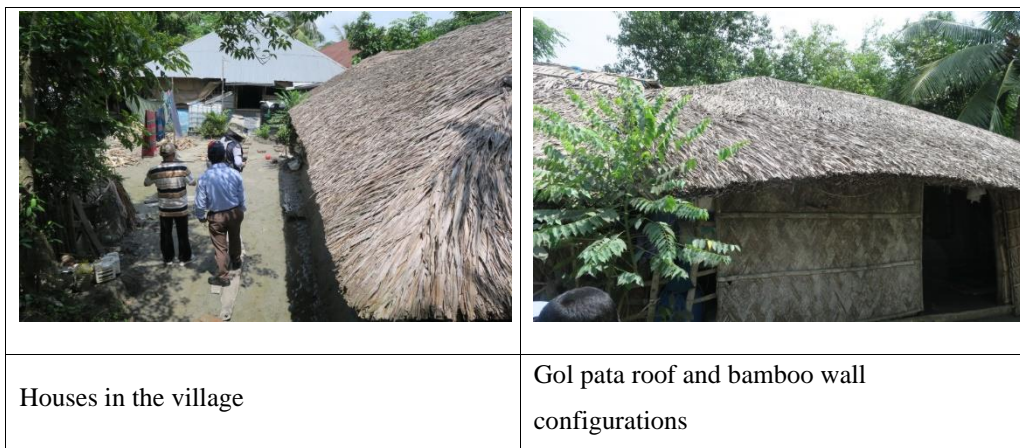 Houses in the village
Gol pata roof and bamboo wall
configurations